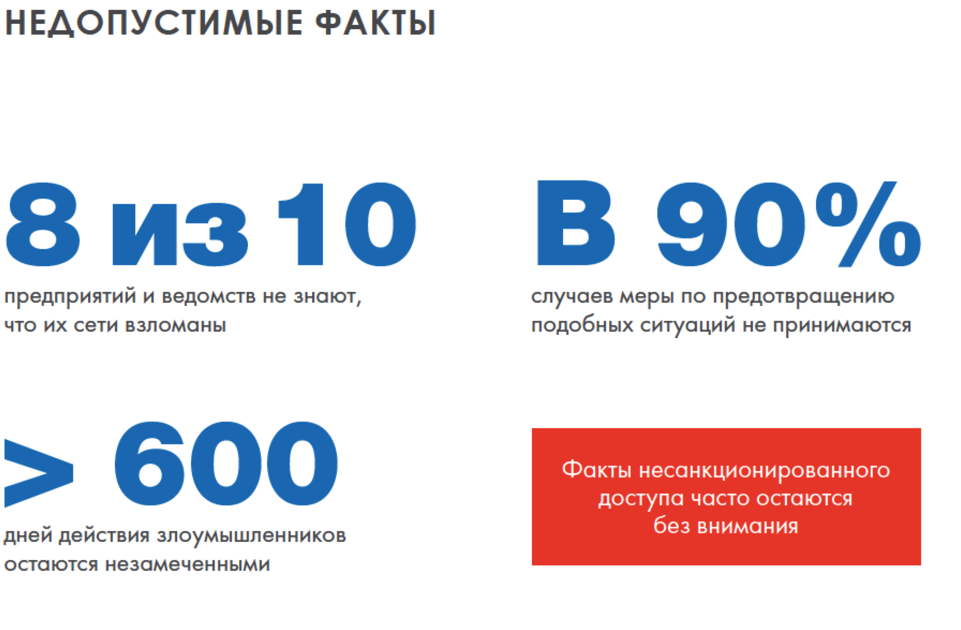 НЕДОПУСТИМЫЕ ФАКТЫ
8 из 10
предприятий и ведомств не знают,
что их сети взломаны
В 90%
случаев меры по предотвращению
подобных ситуаций не принимаются
> 600
дней действия злоумышленников
остаются незамеченными
Факты несанкционированного
доступа часто остаются
без внимания